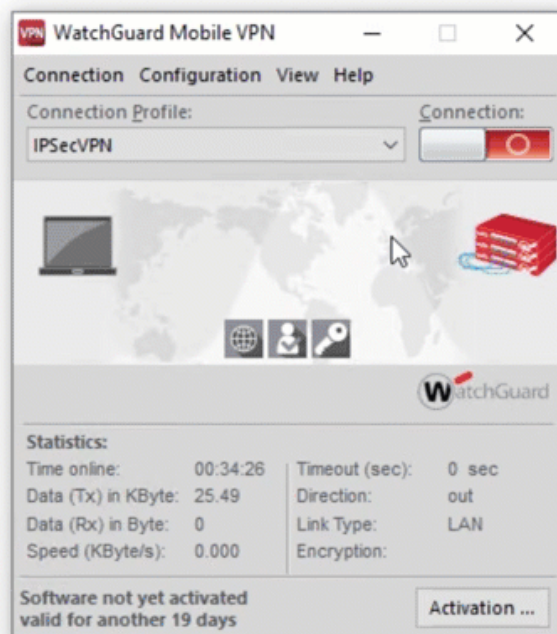 VPN WatchGuard Mobile VPN
Connection Configuration View Help
Connection Profile: Connection:
IPSecVPN
WatchGuard
Statistics:
Time online: 00:34:26 Timeout (sec): 0 sec
Data (Tx) in KByte: 25.49 Direction: out
Data (Rx) in Byte: 0 Link Type: LAN
Speed (KByte/s): 0.000 Encryption:
Software not yet activated
valid for another 19 days Activation ...